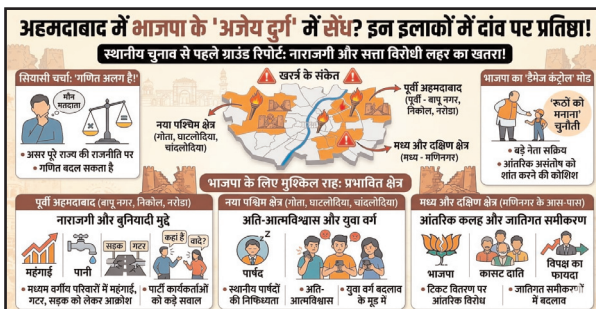 अहमदाबाद में भाजपा के 'अजेय दुर्ग' में सेंध? इन इलाकों में दांव पर प्रतिष्ठा!
स्थानीय चुनाव से पहले ग्राउंड रिपोर्ट: नाराजगी और सत्ता विरोधी लहर का खतरा!
सियासी चर्चा: 'गणित अलग है!'
मौन
मतदाता
• असर पूरे राज्य की राजनीति पर
• गणित बदल सकता है
खरर्त्र के संकेत
नया पश्चिम क्षेत्र
(गोता, घाटलोदिया,
चांदलोदिया)
पूर्वी अहमदाबाद
(पूर्वी - बापू नगर,
निकोल, नरोडा)
मध्य और दक्षिण क्षेत्र
(मध्य - मणिनगर)
भाजपा का 'डैमेज कंट्रोल' मोड
'रूठों को
मनाना'
चुनौती
• बड़े नेता सक्रिय
• आंतरिक असंतोष को
शांत करने की कोशिश
भाजपा के लिए मुश्किल राह: प्रभावित क्षेत्र
पूर्वी अहमदाबाद (बापू नगर, निकोल, नरोडा)
नाराजगी और बुनियादी मुद्दे
महंगाई
पानी
सड़क
गटर
कहां है
वादे?
• मध्यम वर्गीय परिवारों में महंगाई,
गटर, सड़क को लेकर आक्रोश
• पार्टी कार्यकर्ताओं
को कड़े सवाल
नया पश्चिम क्षेत्र (गोता, घाटलोदिया, चांदलोदिया)
अति-आत्मविश्वास और युवा वर्ग
पार्षद
• स्थानीय पार्षदों
की निष्क्रियता
• अति-
आत्मविश्वास
• युवा वर्ग बदलाव
के मूड में
मध्य और दक्षिण क्षेत्र (मणिनगर के आस-पास)
आंतरिक कलह और जातिगत समीकरण
भाजपा
कासट दाति
विपक्ष का
फायदा
• टिकट वितरण पर
आंतरिक विरोध
• जातिगत समीकरणों
में बदलाव